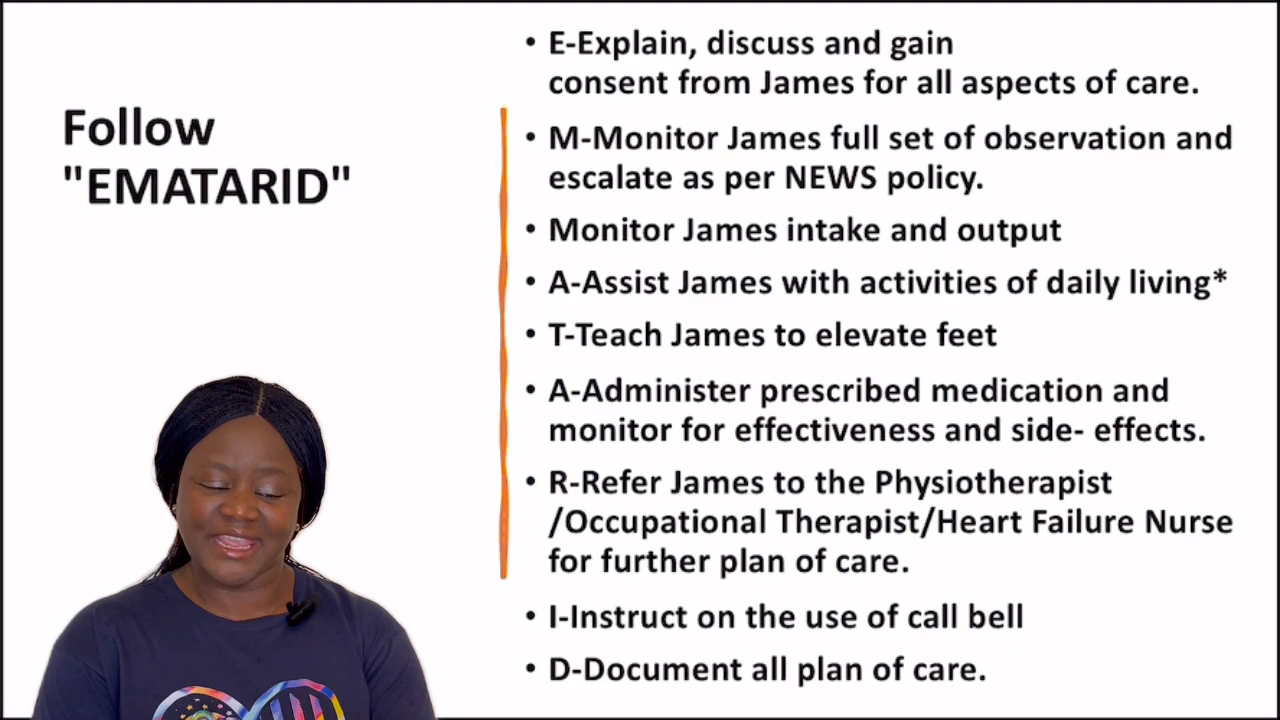 Follow
"EMATARID"
• E-Explain, discuss and gain
consent from James for all aspects of care.
• M-Monitor James full set of observation and
escalate as per NEWS policy.
• Monitor James intake and output
• A-Assist James with activities of daily living*
• T-Teach James to elevate feet
• A-Administer prescribed medication and
monitor for effectiveness and side- effects.
• R-Refer James to the Physiotherapist
/Occupational Therapist/Heart Failure Nurse
for further plan of care.
• I-Instruct on the use of call bell
• D-Document all plan of care.